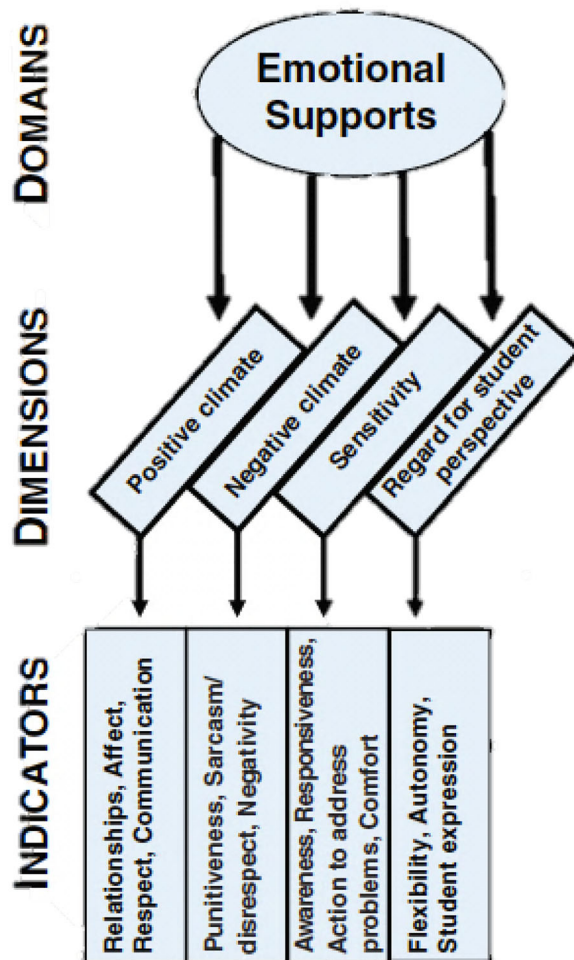 DOMAINS
Emotional
Supports
DIMENSIONS
Positive climate
Negative climate
Sensitivity
Regard for student
perspective
INDICATORS
Relationships, Affect,
Respect, Communication
Punitiveness, Sarcasm/
disrespect, Negativity
Awareness, Responsiveness,
Action to address
problems, Comfort
Flexibility, Autonomy,
Student expression